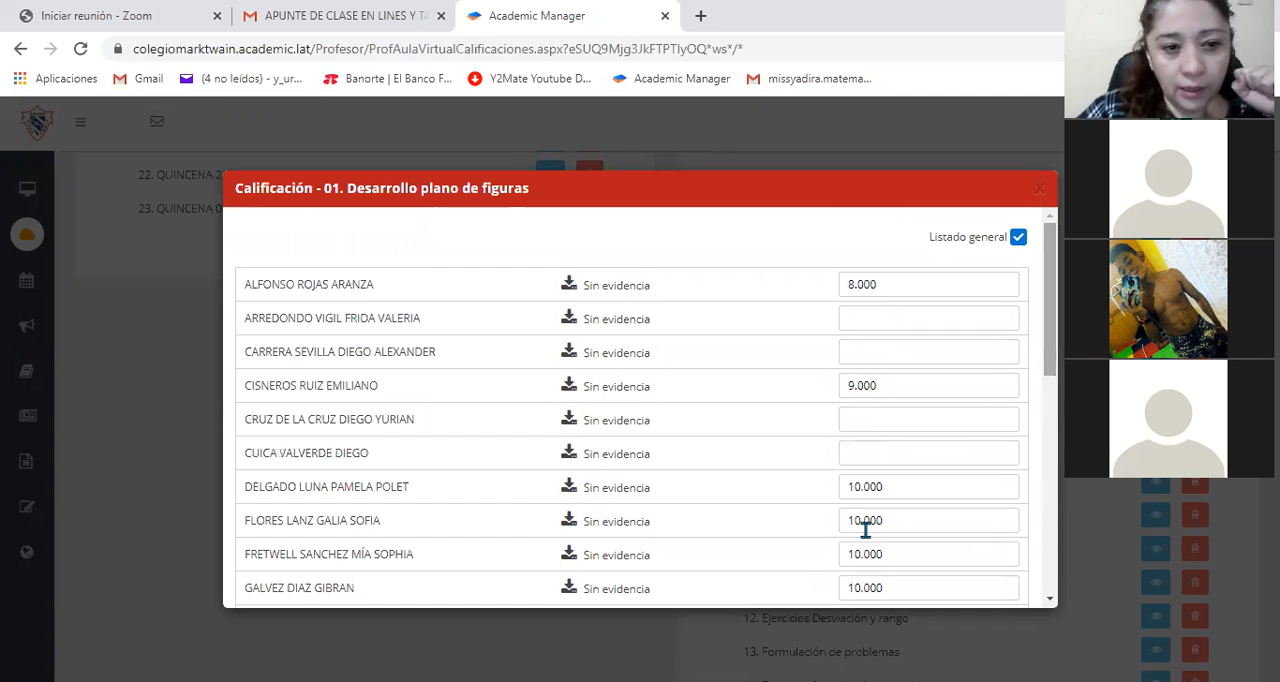 Iniciar reunión - Zoom
APUNTE DE CLASE EN LINES Y TA
Academic Manager
colegiomarktwain.academic.lat/Profesor/ProfAulaVirtualCalificaciones.aspx?eSUQ9Mjg3JkFTPTIyOQ*ws*/*
Aplicaciones
Gmail
(4 no leídos) - y_ur...
Banorte | El Banco F...
Y2Mate Youtube D...
Academic Manager
missyadira.matema...
22. QUINCENA 2
23. QUINCENA 0
Calificación - 01. Desarrollo plano de figuras
X
Listado general
ALFONSO ROJAS ARANZA Sin evidencia 8.000
ARREDONDO VIGIL FRIDA VALERIA Sin evidencia
CARRERA SEVILLA DIEGO ALEXANDER Sin evidencia
CISNEROS RUIZ EMILIANO Sin evidencia 9.000
CRUZ DE LA CRUZ DIEGO YURIAN Sin evidencia
CUICA VALVERDE DIEGO Sin evidencia
DELGADO LUNA PAMELA POLET Sin evidencia 10.000
FLORES LANZ GALIA SOFIA Sin evidencia 10.000
FRETWELL SANCHEZ MÍA SOPHIA Sin evidencia 10.000
GALVEZ DIAZ GIBRAN Sin evidencia 10.000
12. Ejercicios Desviación y rango
13. Formulación de problemas